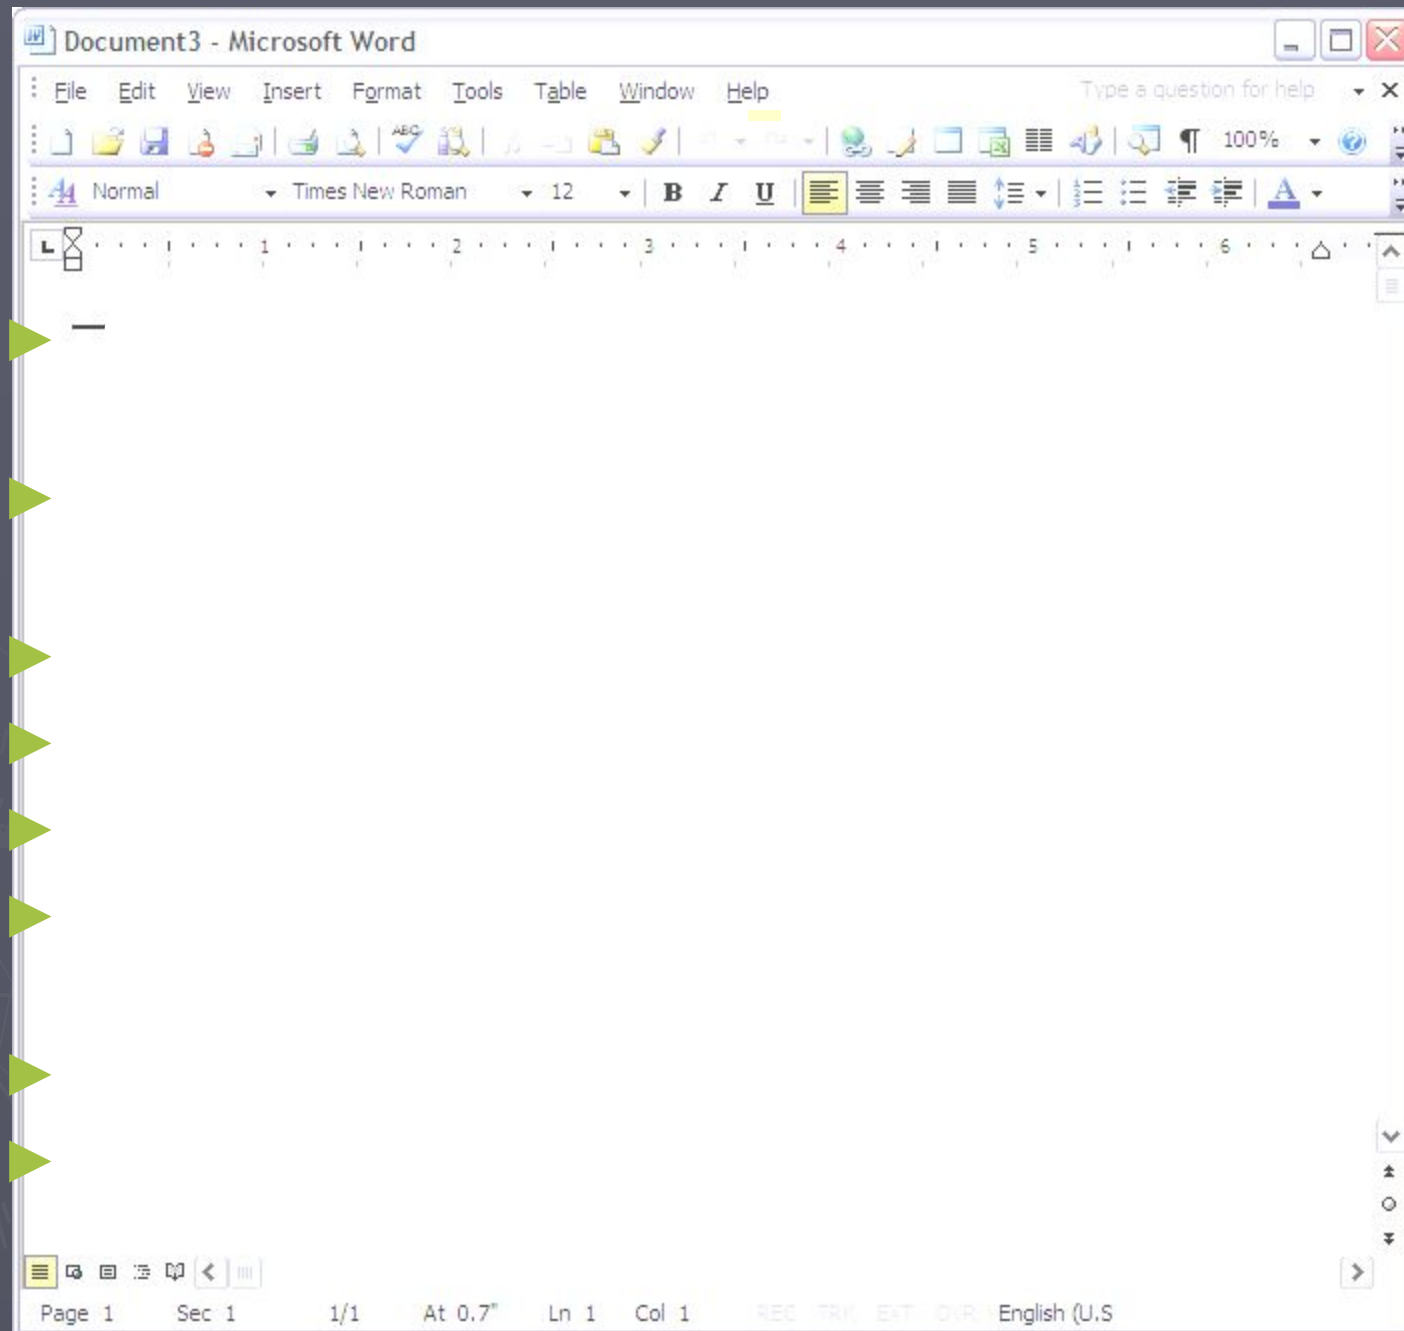 Document3 - Microsoft Word
File Edit View Insert Format Tools Table Window Help Type a question for help
ABC 100%
Normal Times New Roman 12 B I U A
1 2 3 4 5 6
Page 1 Sec 1 1/1 At 0.7" Ln 1 Col 1 REC TRK EXT OVR English (U.S